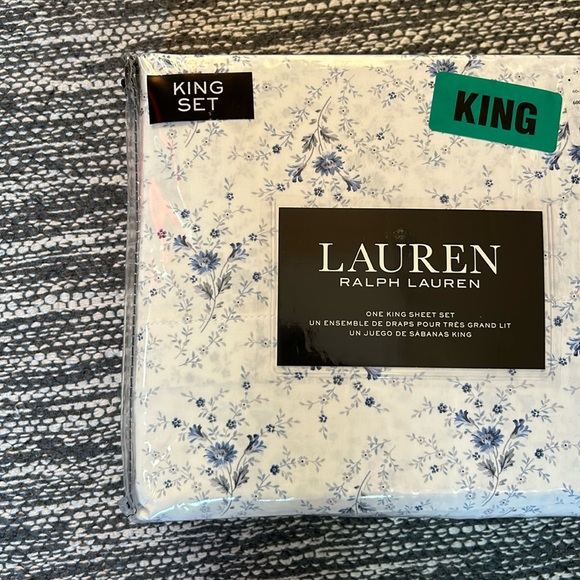 KING
SET
KING
LAUREN
RALPH LAUREN
ONE KING SHEET SET
UN ENSEMBLE DE DRAPS POUR TRÈS GRAND LIT
UN JUEGO DE SABANAS KING